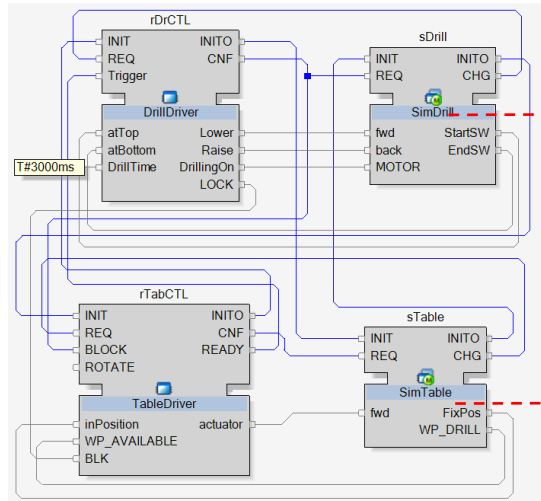 rDrCTL
INIT INITO
REQ CNF
Trigger
DrillDriver
atTop Lower
atBottom Raise
DrillTime DrillingOn
LOCK
T#3000ms
sDrill
INIT INITO
REQ CHG
SimDrill
fwd StartSW
back EndSW
MOTOR
rTabCTL
INIT INITO
REQ CNF
BLOCK READY
ROTATE
TableDriver
inPosition actuator
WP_AVAILABLE
BLK
sTable
INIT INITO
REQ CHG
SimTable
fwd FixPos
WP_DRILL